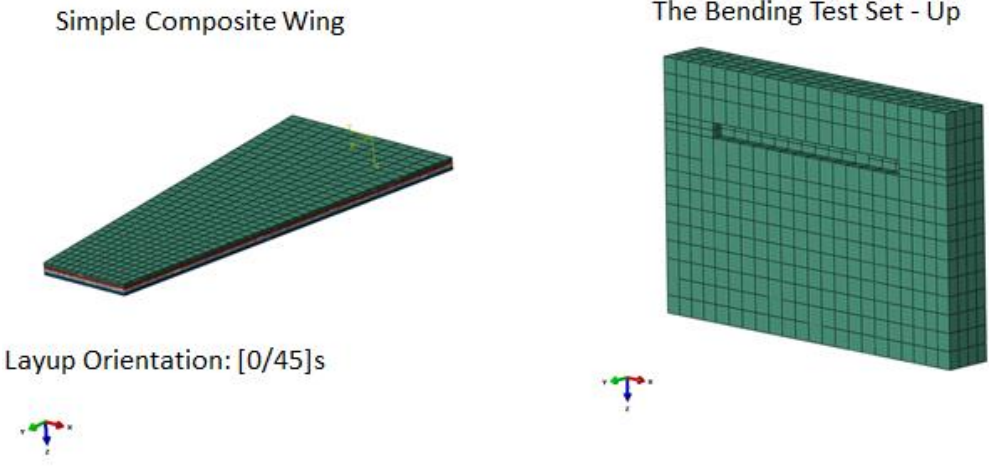 Simple Composite Wing
The Bending Test Set - Up
Layup Orientation: [0/45]s
Y
X
Z
Y
X
Z